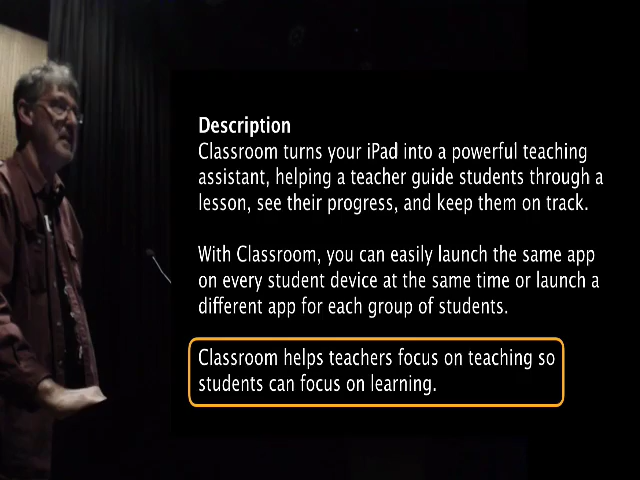 Description
Classroom turns your iPad into a powerful teaching
assistant, helping a teacher guide students through a
lesson, see their progress, and keep them on track.
With Classroom, you can easily launch the same app
on every student device at the same time or launch a
different app for each group of students.
Classroom helps teachers focus on teaching so
students can focus on learning.